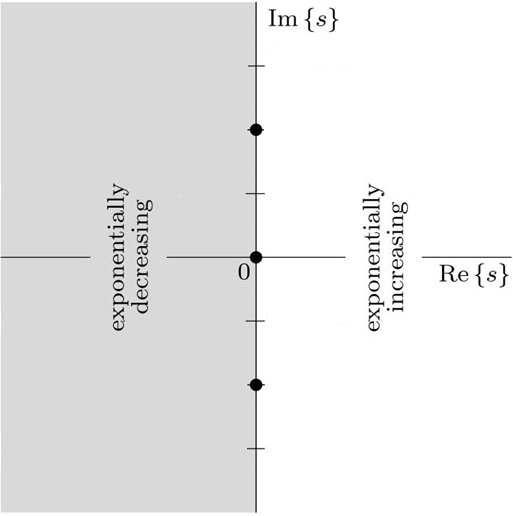 Im {s}
exponentially
decreasing
exponentially
increasing
0
Re {s}